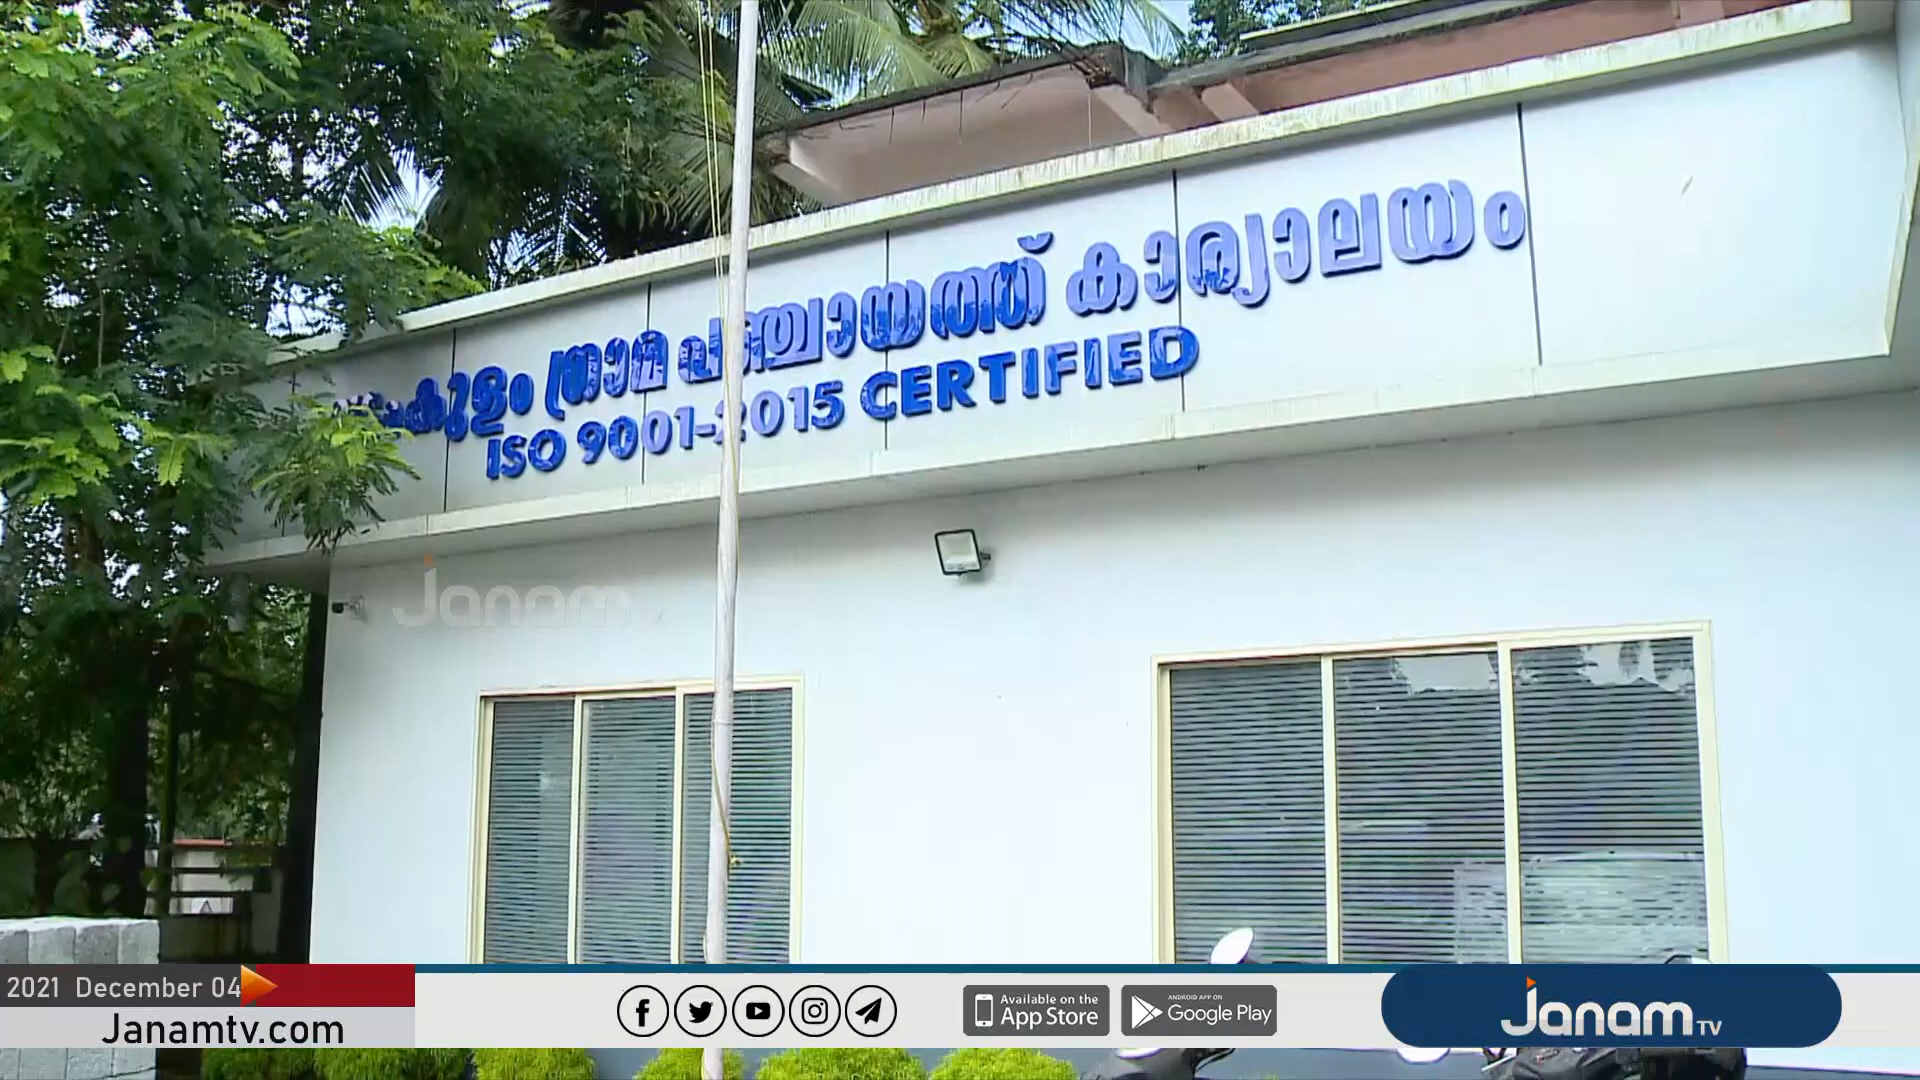 ഗ്രാമ പഞ്ചായത്ത് കാര്യാലയം
ISO 9001-2015 CERTIFIED
Janam
2021 December 04
Janamtv.com
Available on the
App Store
ANDROID APP ON
Google Play
Janam TV